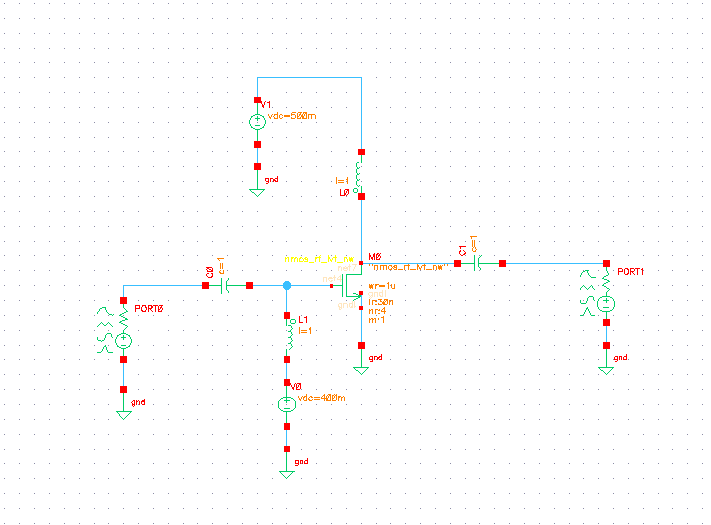 V1
vdc=500m
gnd
l=1
L0
C0
c=1
M0
nmos_rf_lvt_nw
"nmos_rf_lvt_nw"
wr=1u
lr:30n
nr:4
m:1
gnd
C1
c=1
PORT1
gnd
PORT0
gnd
L1
l=1
V0
vdc=400m
gnd